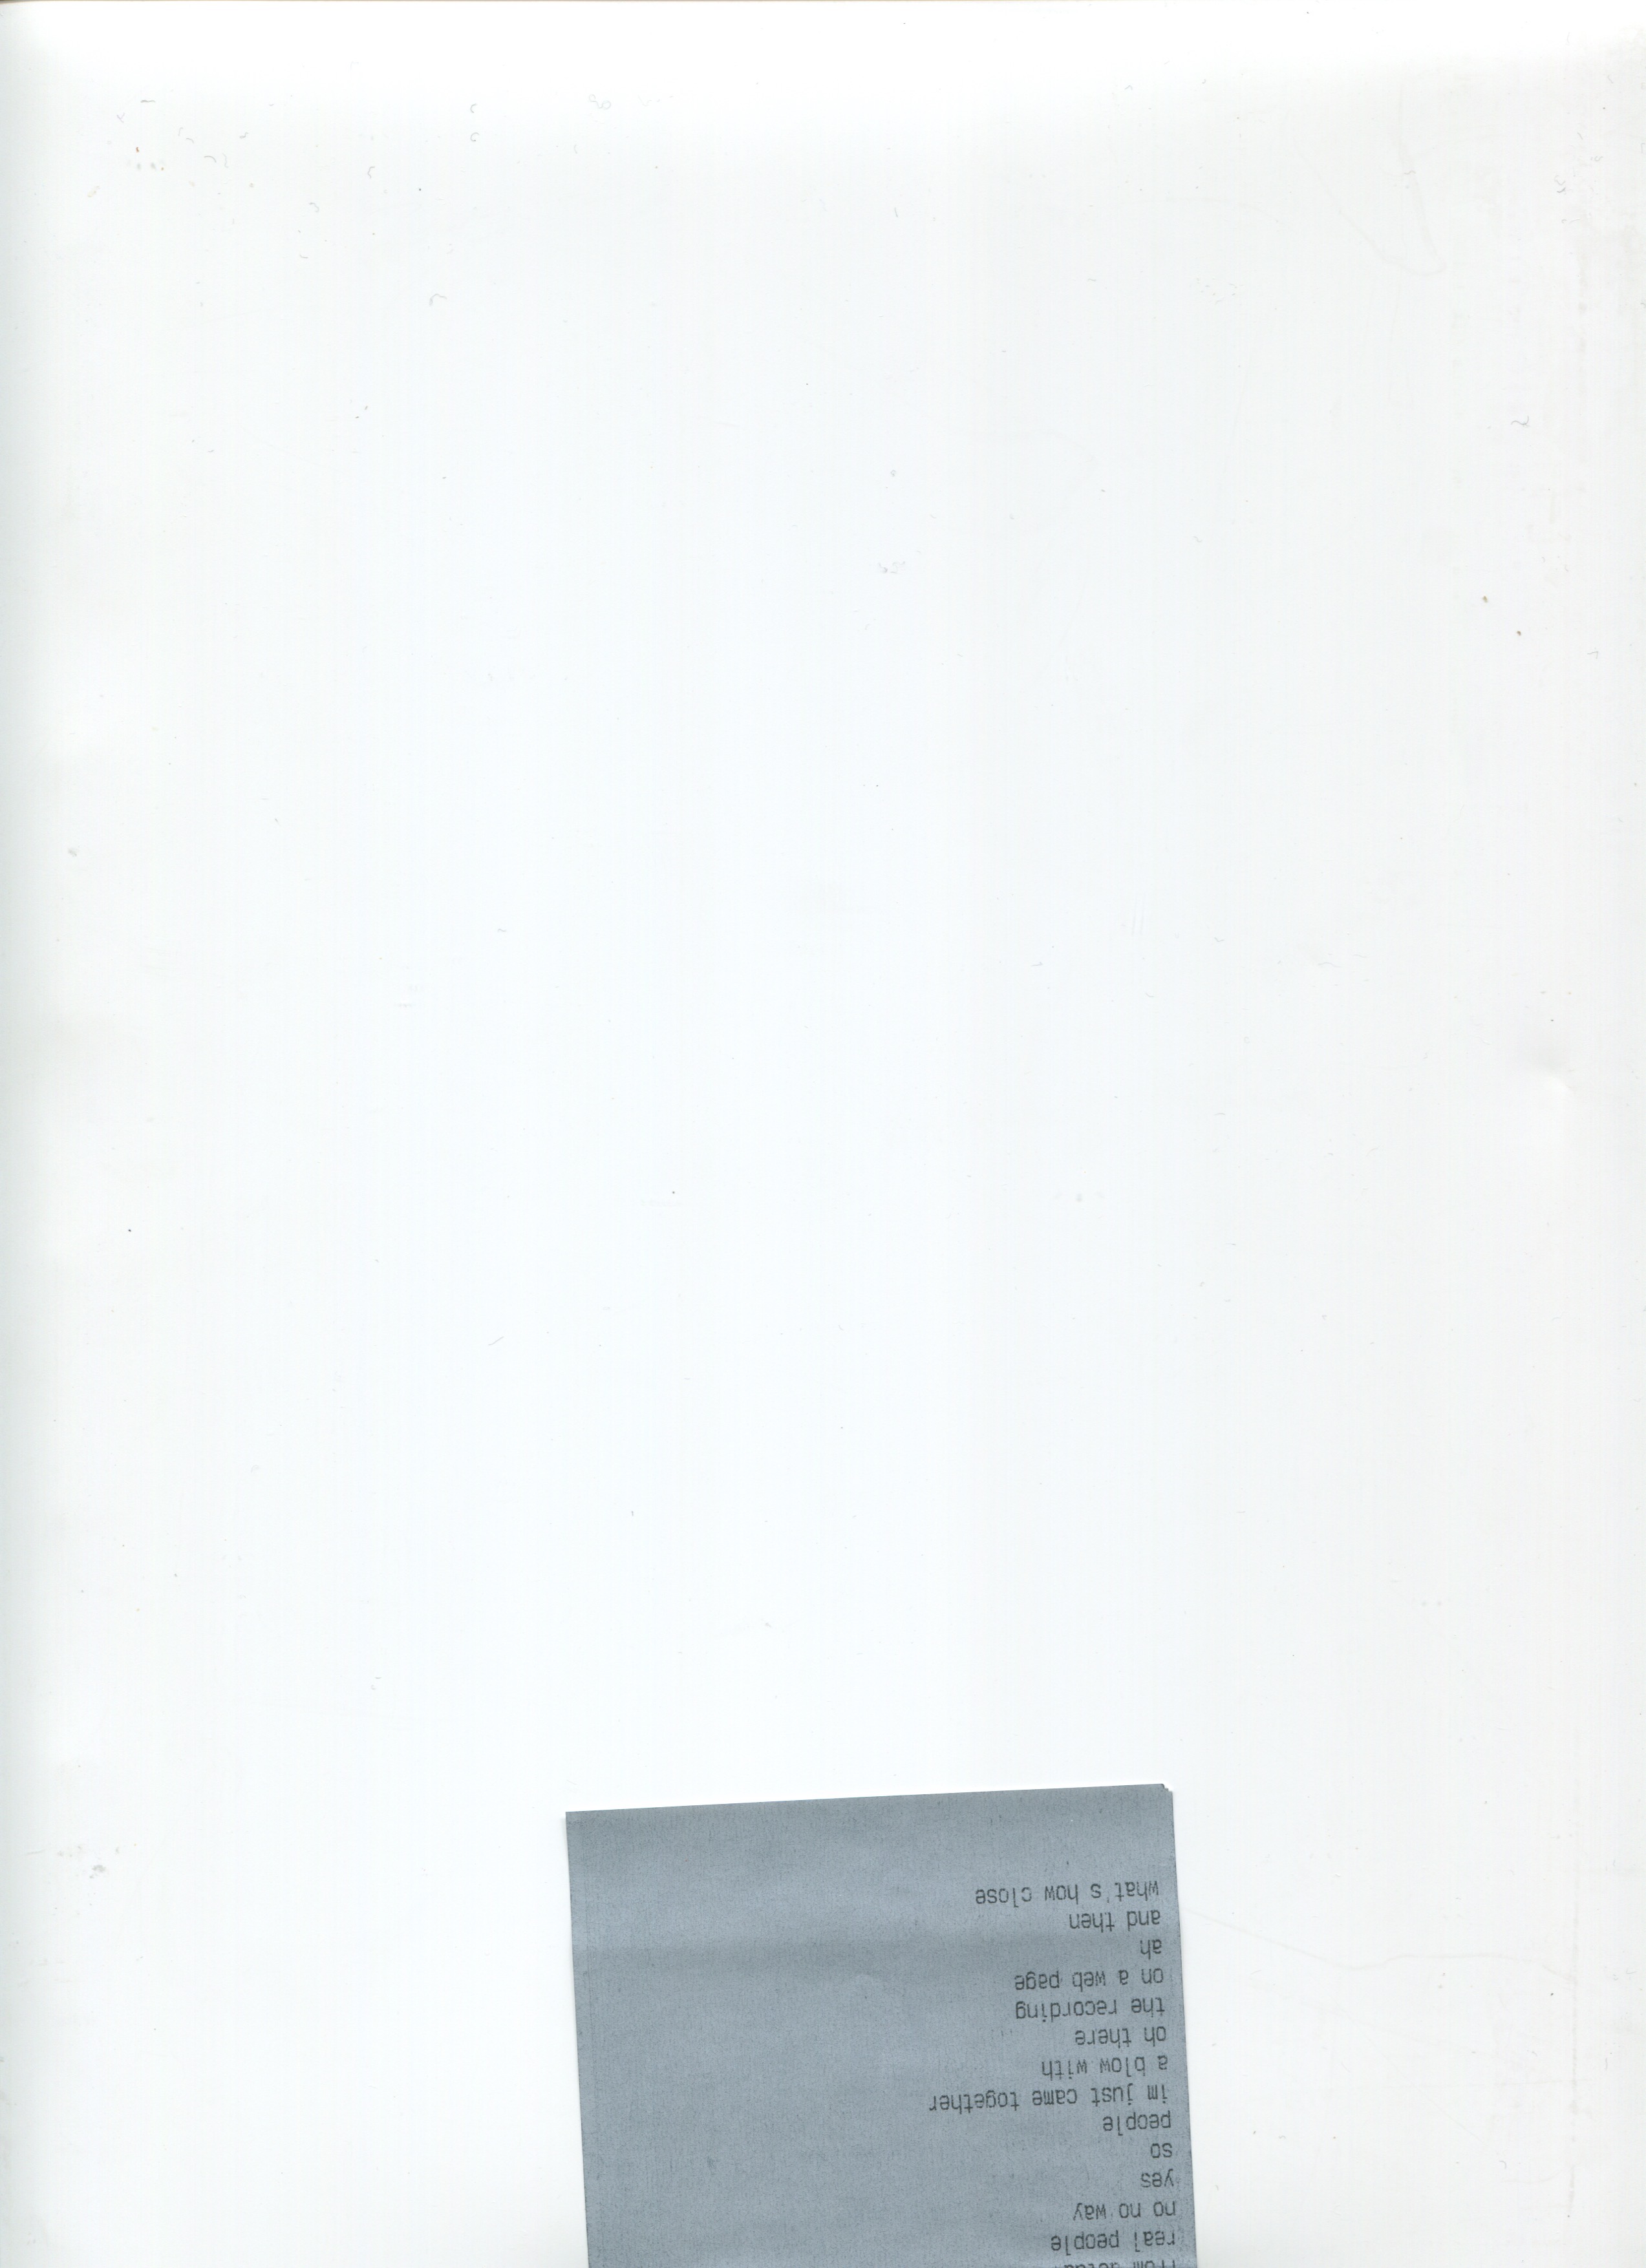 real people
no no way
yes
so
people
im just came together
a blow with
oh there
the recording
on a web page
ah
and then
what's how close